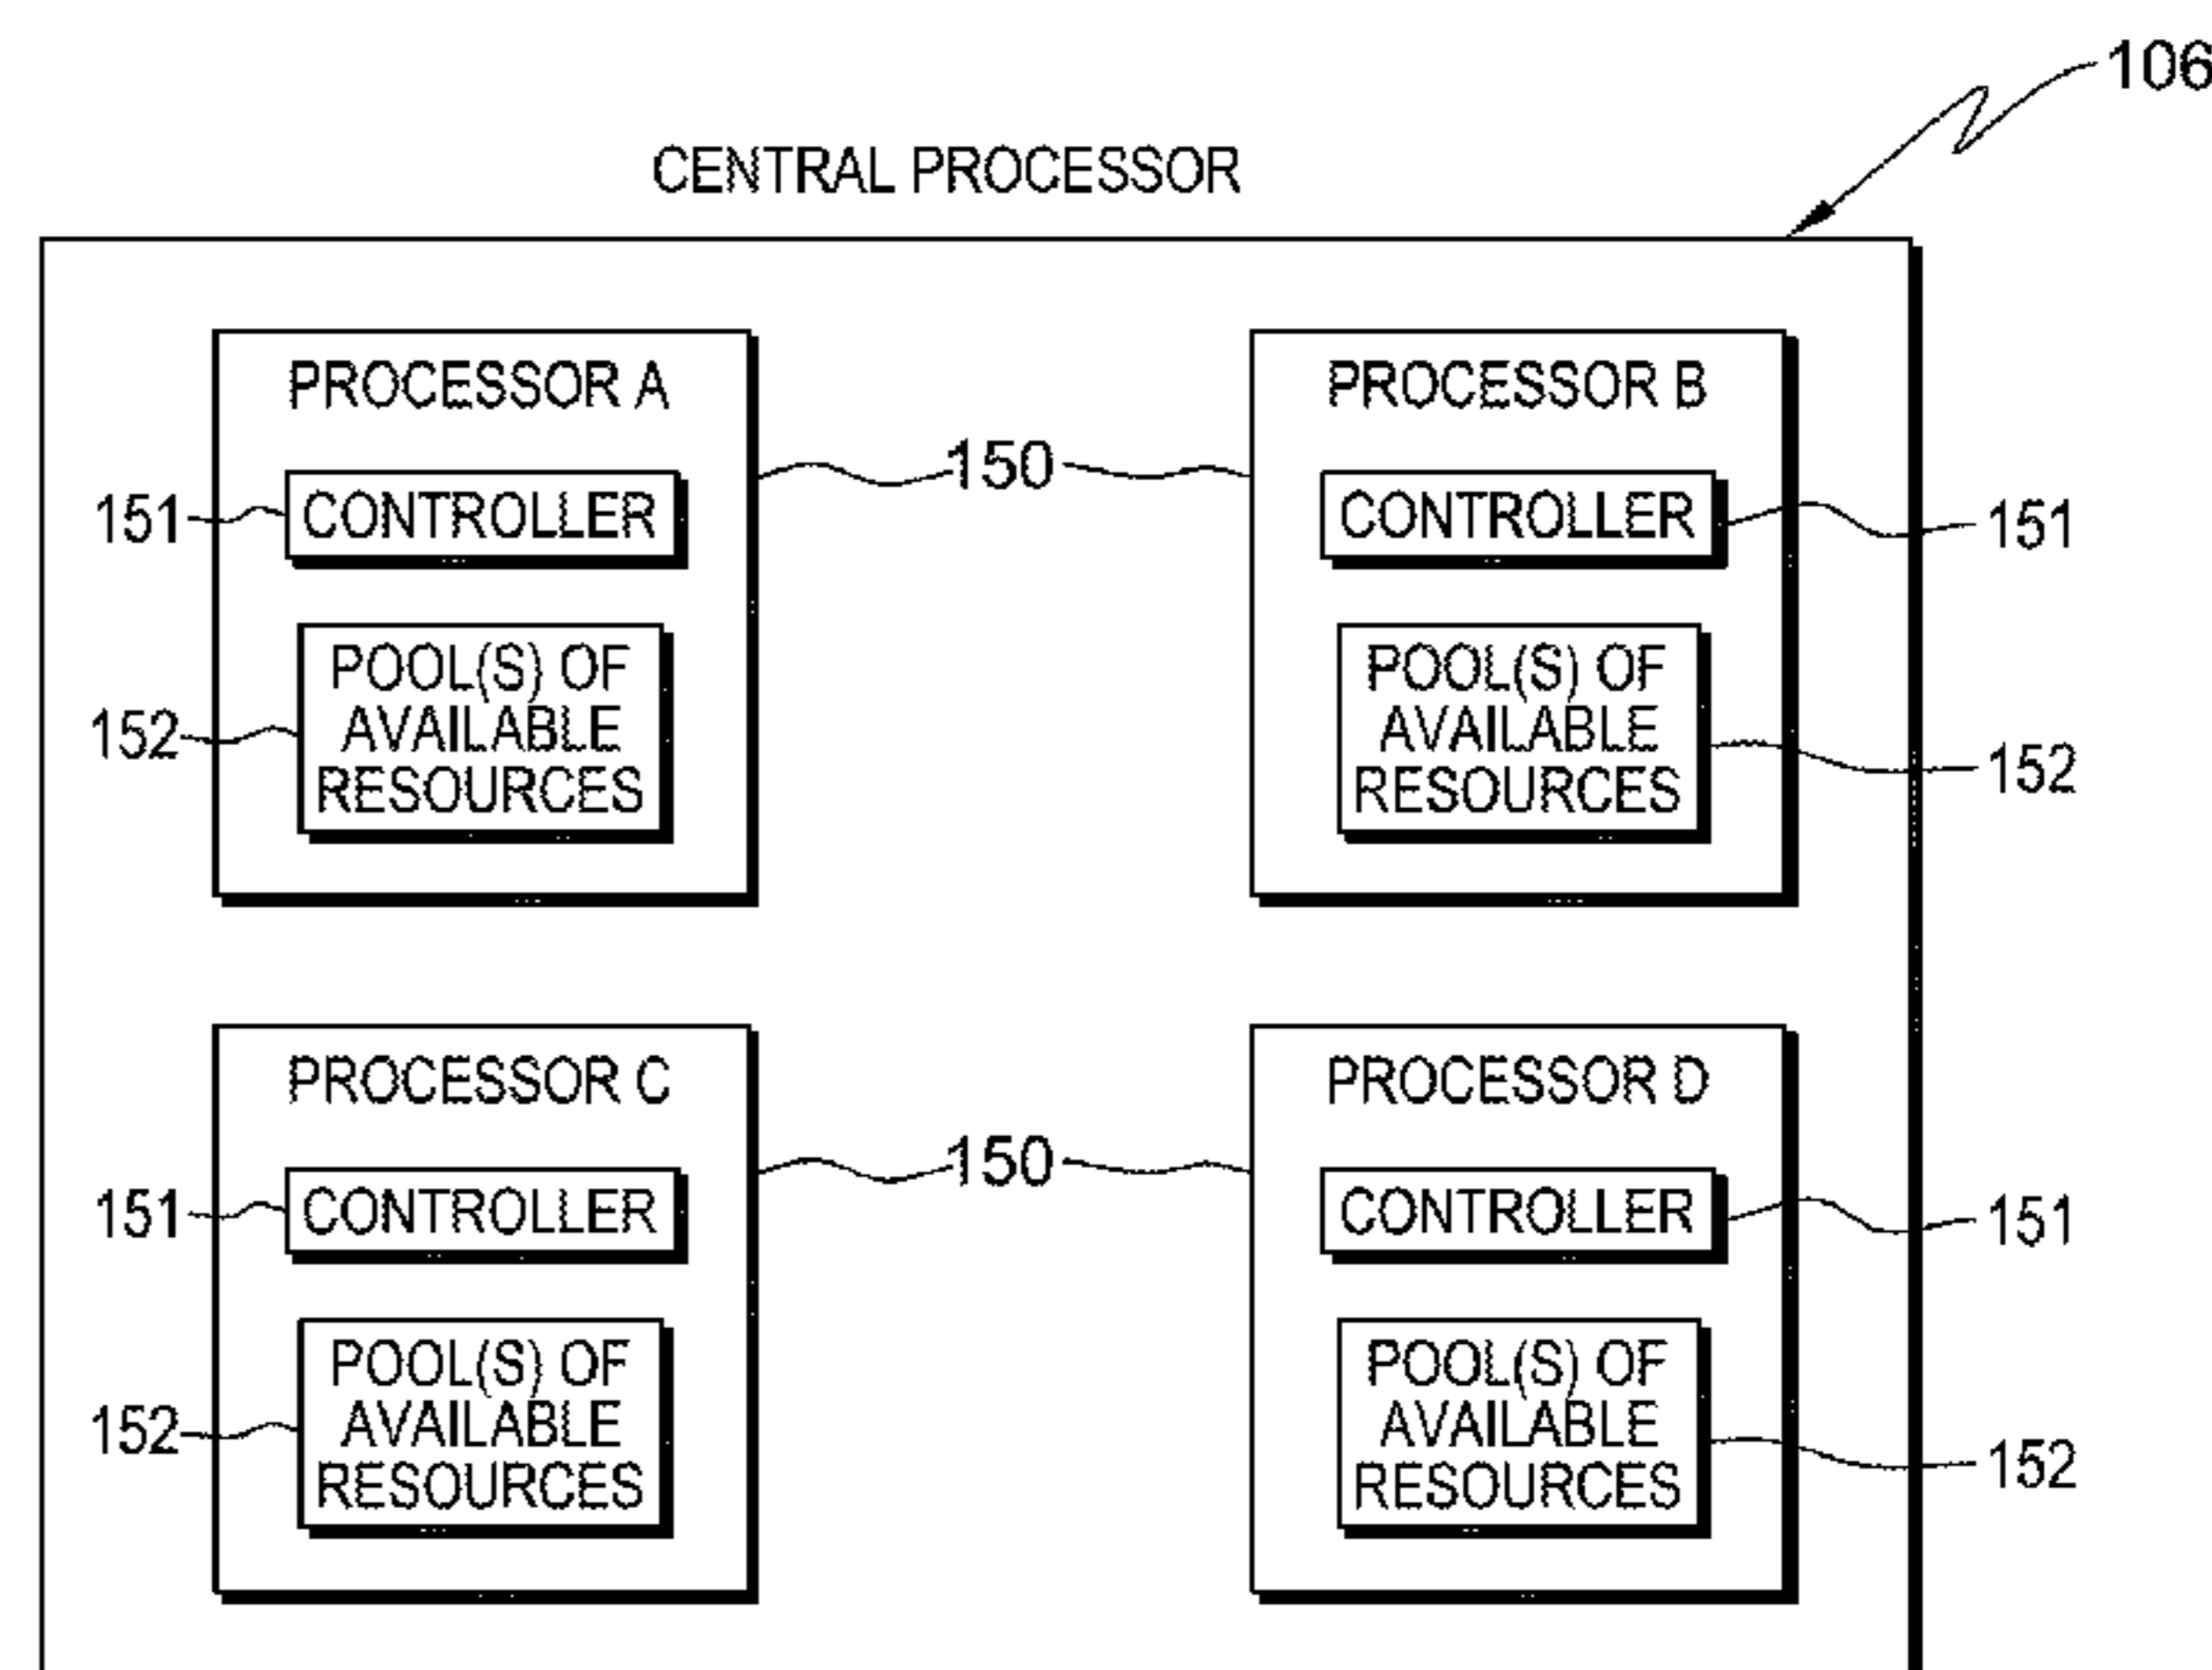 106
CENTRAL PROCESSOR
PROCESSOR A
PROCESSOR B
150
151
CONTROLLER
CONTROLLER
151
POOL(S) OF
AVAILABLE
RESOURCES
152
POOL(S) OF
AVAILABLE
RESOURCES
152
PROCESSOR C
PROCESSOR D
150
151
CONTROLLER
CONTROLLER
151
POOL(S) OF
AVAILABLE
RESOURCES
152
POOL(S) OF
AVAILABLE
RESOURCES
152